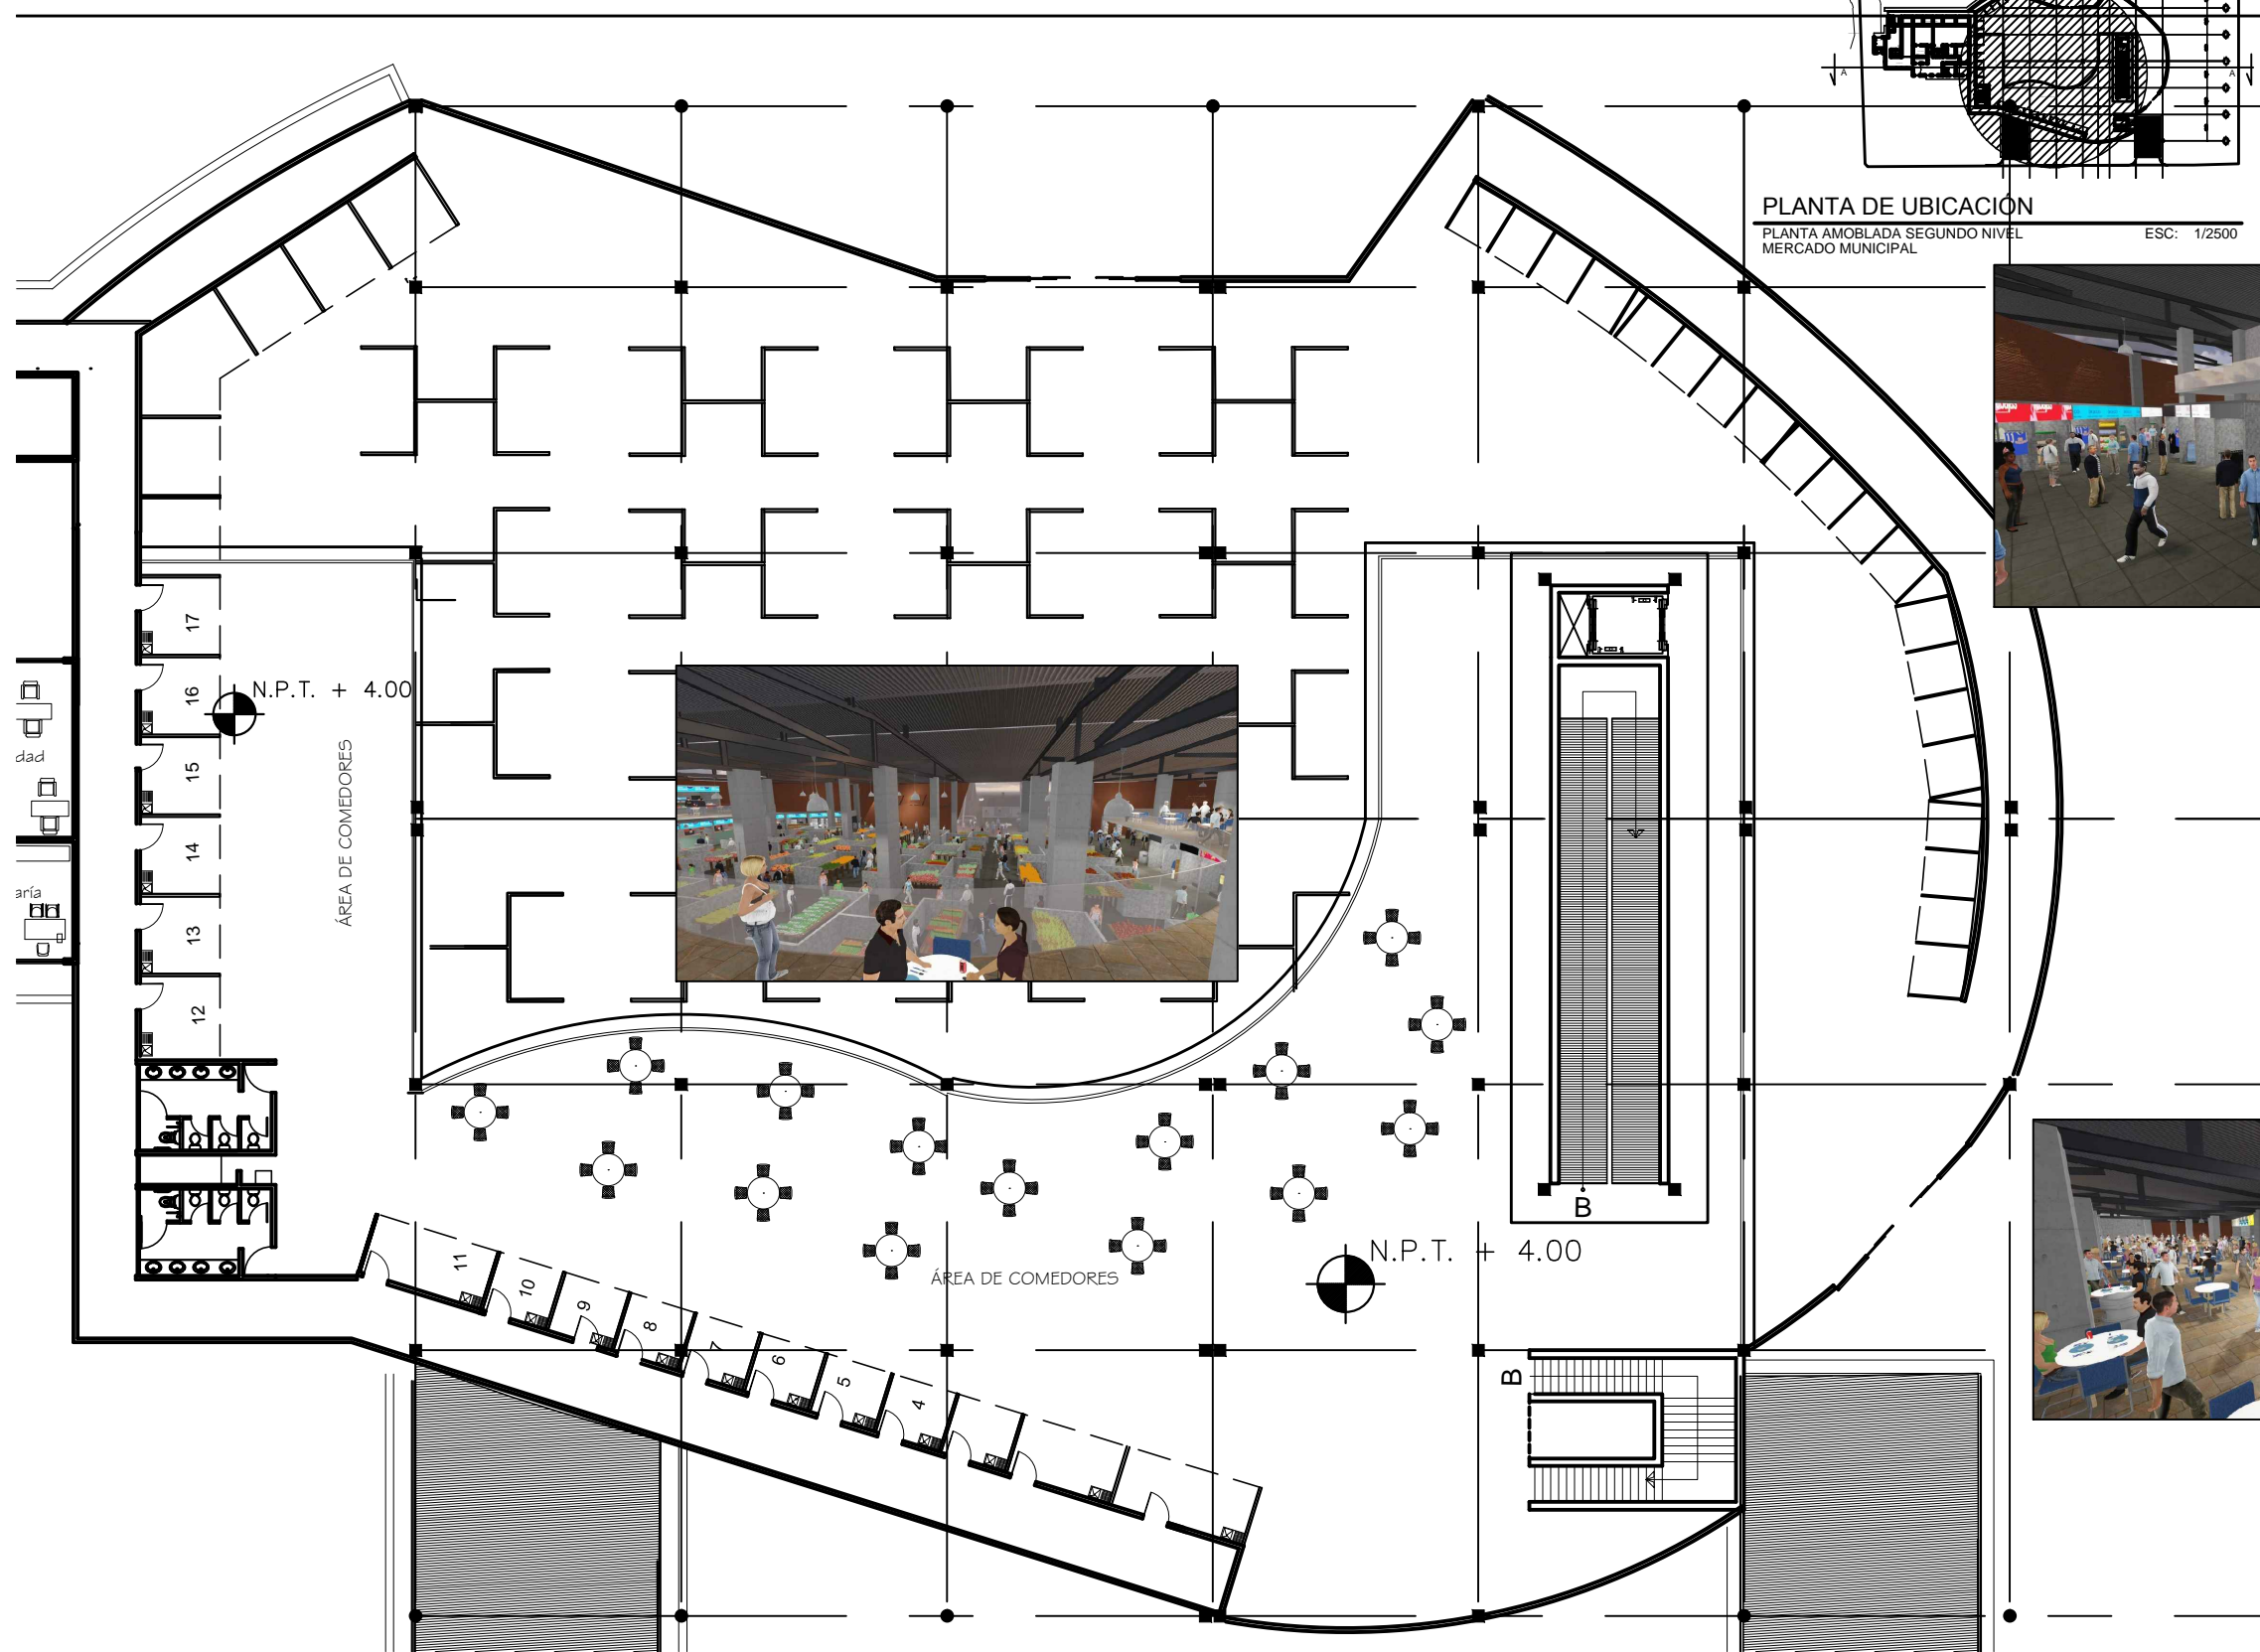 A
A
PLANTA DE UBICACIÓN
PLANTA AMOBLADA SEGUNDO NIVEL
ESC: 1/2500
MERCADO MUNICIPAL
17
N.P.T. + 4.00
16
dad
15
ÁREA DE COMEDORES
14
aría
13
12
B
N.P.T. + 4.00
ÁREA DE COMEDORES
11
10
9
8
7
6
5
4
B